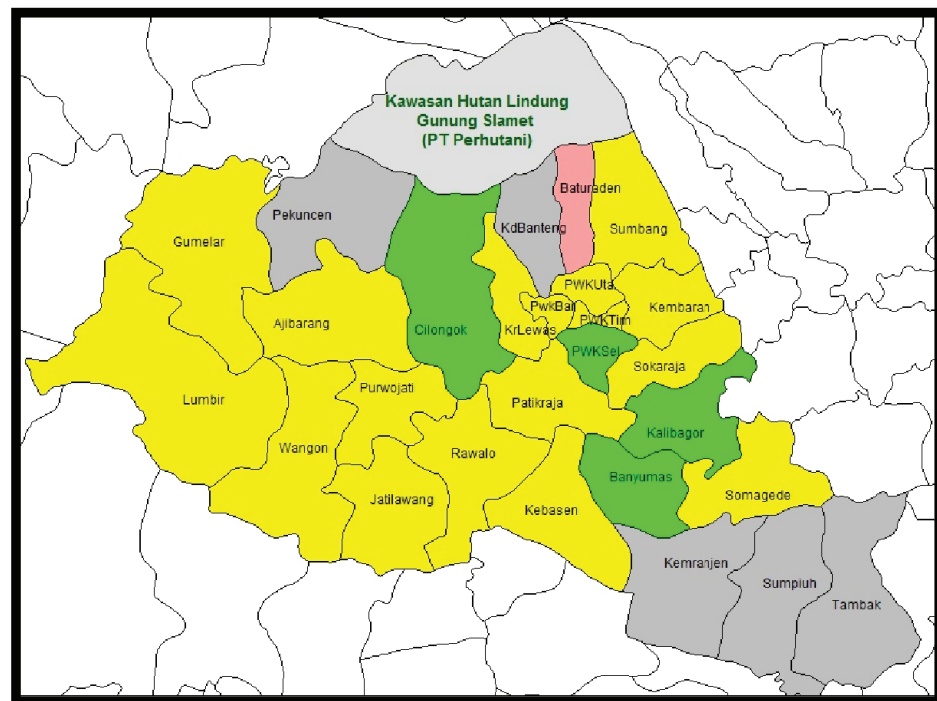 Kawasan Hutan Lindung
Gunung Slamet
(PT Perhutani)
Baturaden
Pekuncen
KdBanteng
Sumbang
Gumelar
PWKUta
PwkBar
Kembaran
Ajibarang
Cilongok
KrLewas
PWKTim
PWKSel
Sokaraja
Purwojati
Lumbir
Patikraja
Kalibagor
Wangon
Rawalo
Banyumas
Jatilawang
Somagede
Kebasen
Kemranjen
Sumpiuh
Tambak